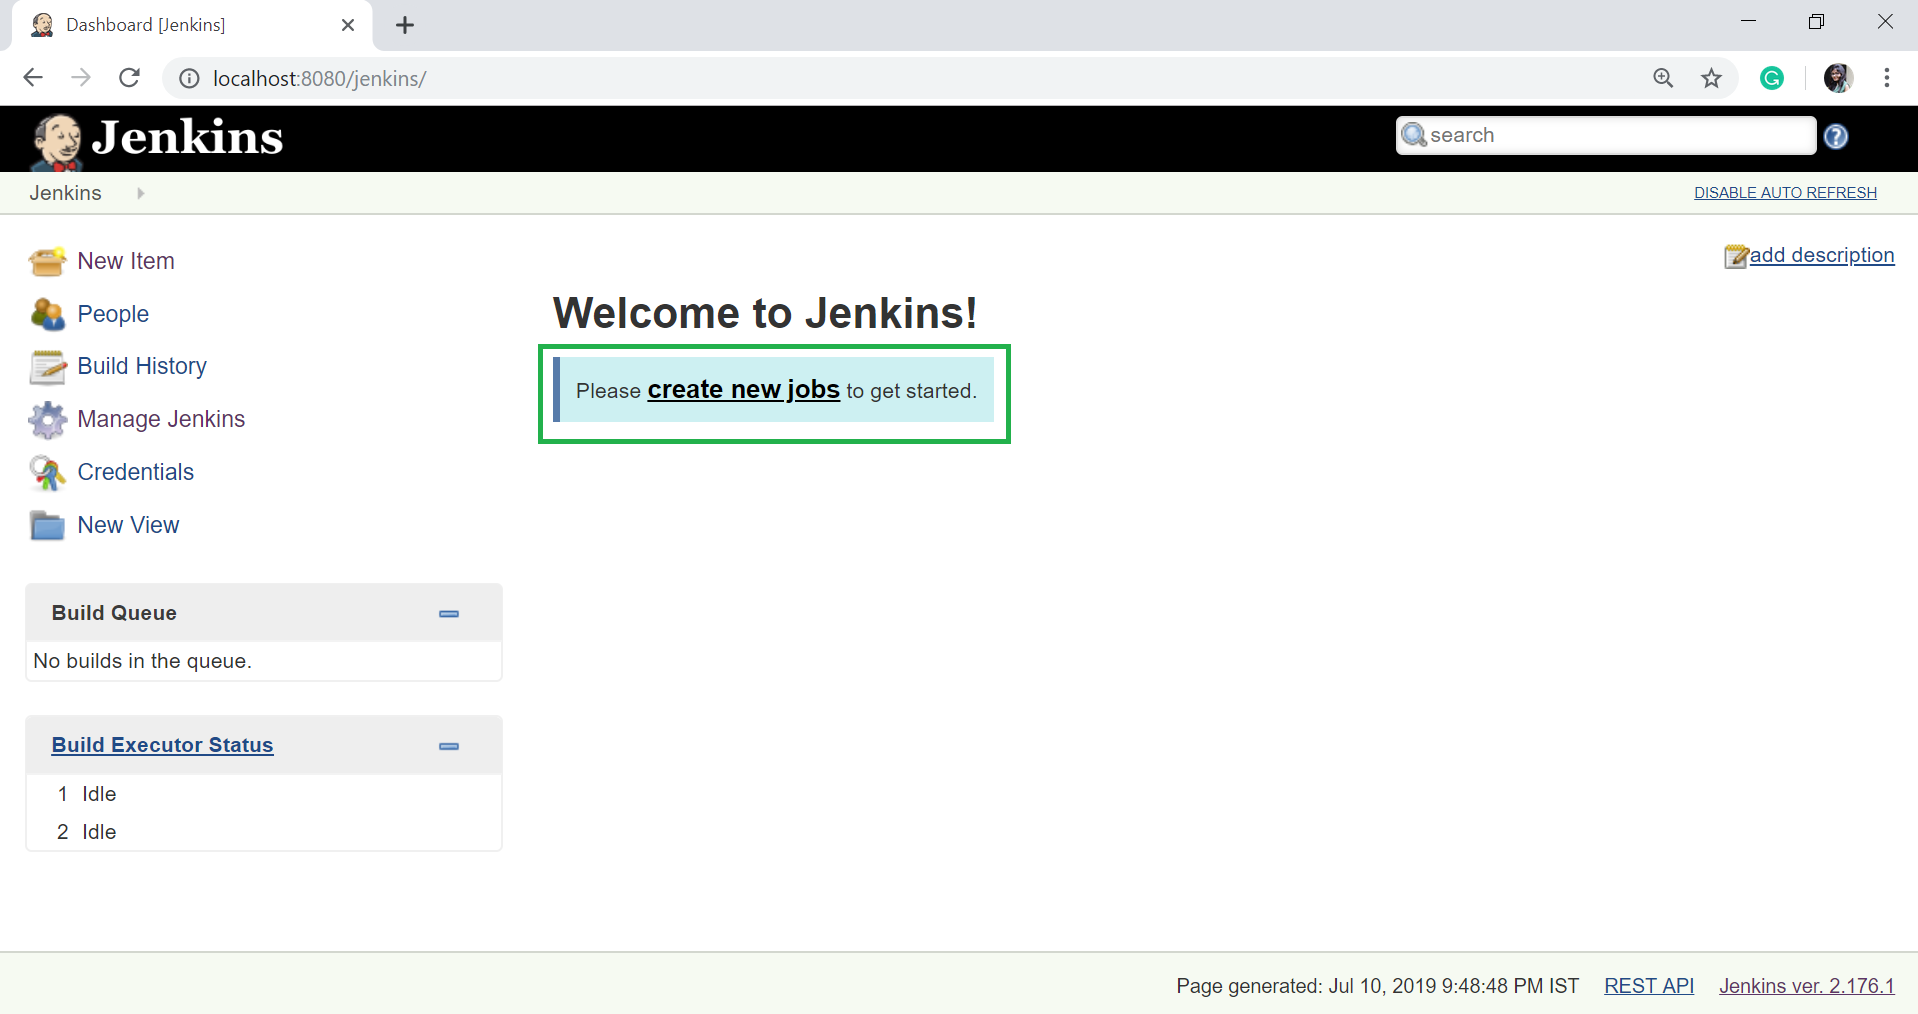 Dashboard [Jenkins]
localhost:8080/jenkins/
Jenkins
search
Jenkins
DISABLE AUTO REFRESH
New Item
People
Build History
Manage Jenkins
Credentials
New View
add description
Welcome to Jenkins!
Please create new jobs to get started.
Build Queue
No builds in the queue.
Build Executor Status
1 Idle
2 Idle
Page generated: Jul 10, 2019 9:48:48 PM IST REST API Jenkins ver. 2.176.1